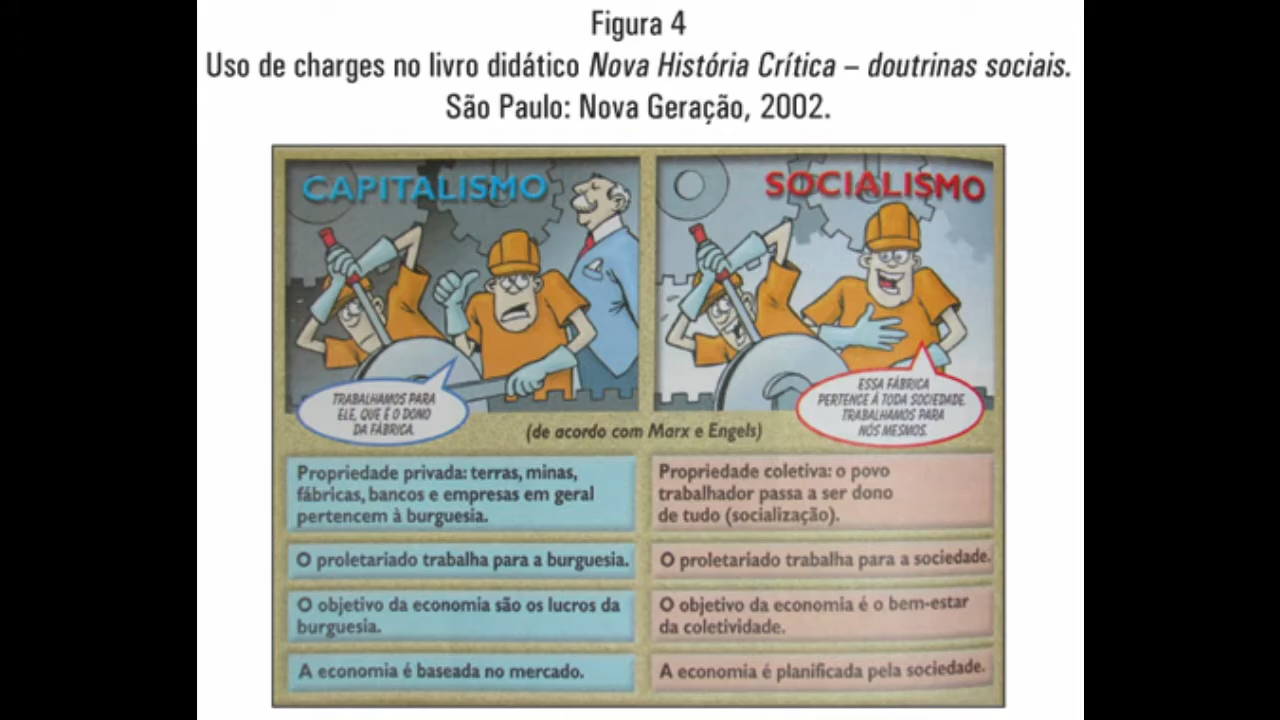 Figura 4
Uso de charges no livro didático Nova História Crítica – doutrinas sociais.
São Paulo: Nova Geração, 2002.
CAPITALISMO
TRABALHAMOS PARA
ELE, QUE É O DONO
DA FÁBRICA.
SOCIALISMO
ESSA FÁBRICA
PERTENCE À TODA SOCIEDADE.
TRABALHAMOS PARA
NÓS MESMOS.
(de acordo com Marx e Engels)
Propriedade privada: terras, minas,
fábricas, bancos e empresas em geral
pertencem à burguesia.
Propriedade coletiva: o povo
trabalhador passa a ser dono
de tudo (socialização).
O proletariado trabalha para a burguesia.
O proletariado trabalha para a sociedade.
O objetivo da economia são os lucros da
burguesia.
O objetivo da economia é o bem-estar
da coletividade.
A economia é baseada no mercado.
A economia é planificada pela sociedade.